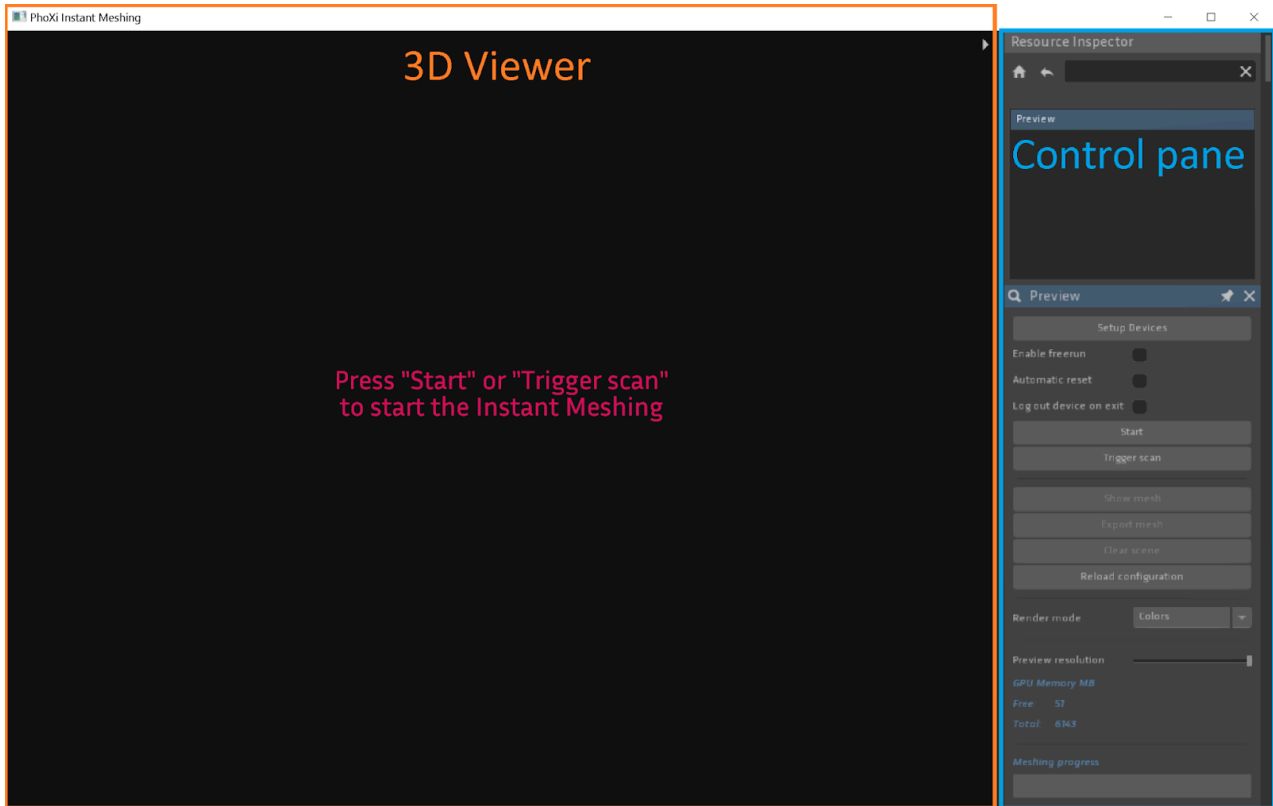 PhoXi Instant Meshing
3D Viewer
Press "Start" or "Trigger scan"
to start the Instant Meshing
Resource Inspector
Preview
Control pane
Preview
Setup Devices
Enable freerun
Automatic reset
Log out device on exit
Start
Trigger scan
Show mesh
Export mesh
Clear scene
Reload configuration
Render mode Colors
Preview resolution
GPU Memory MB
Free 51
Total: 6143
Meshing progress